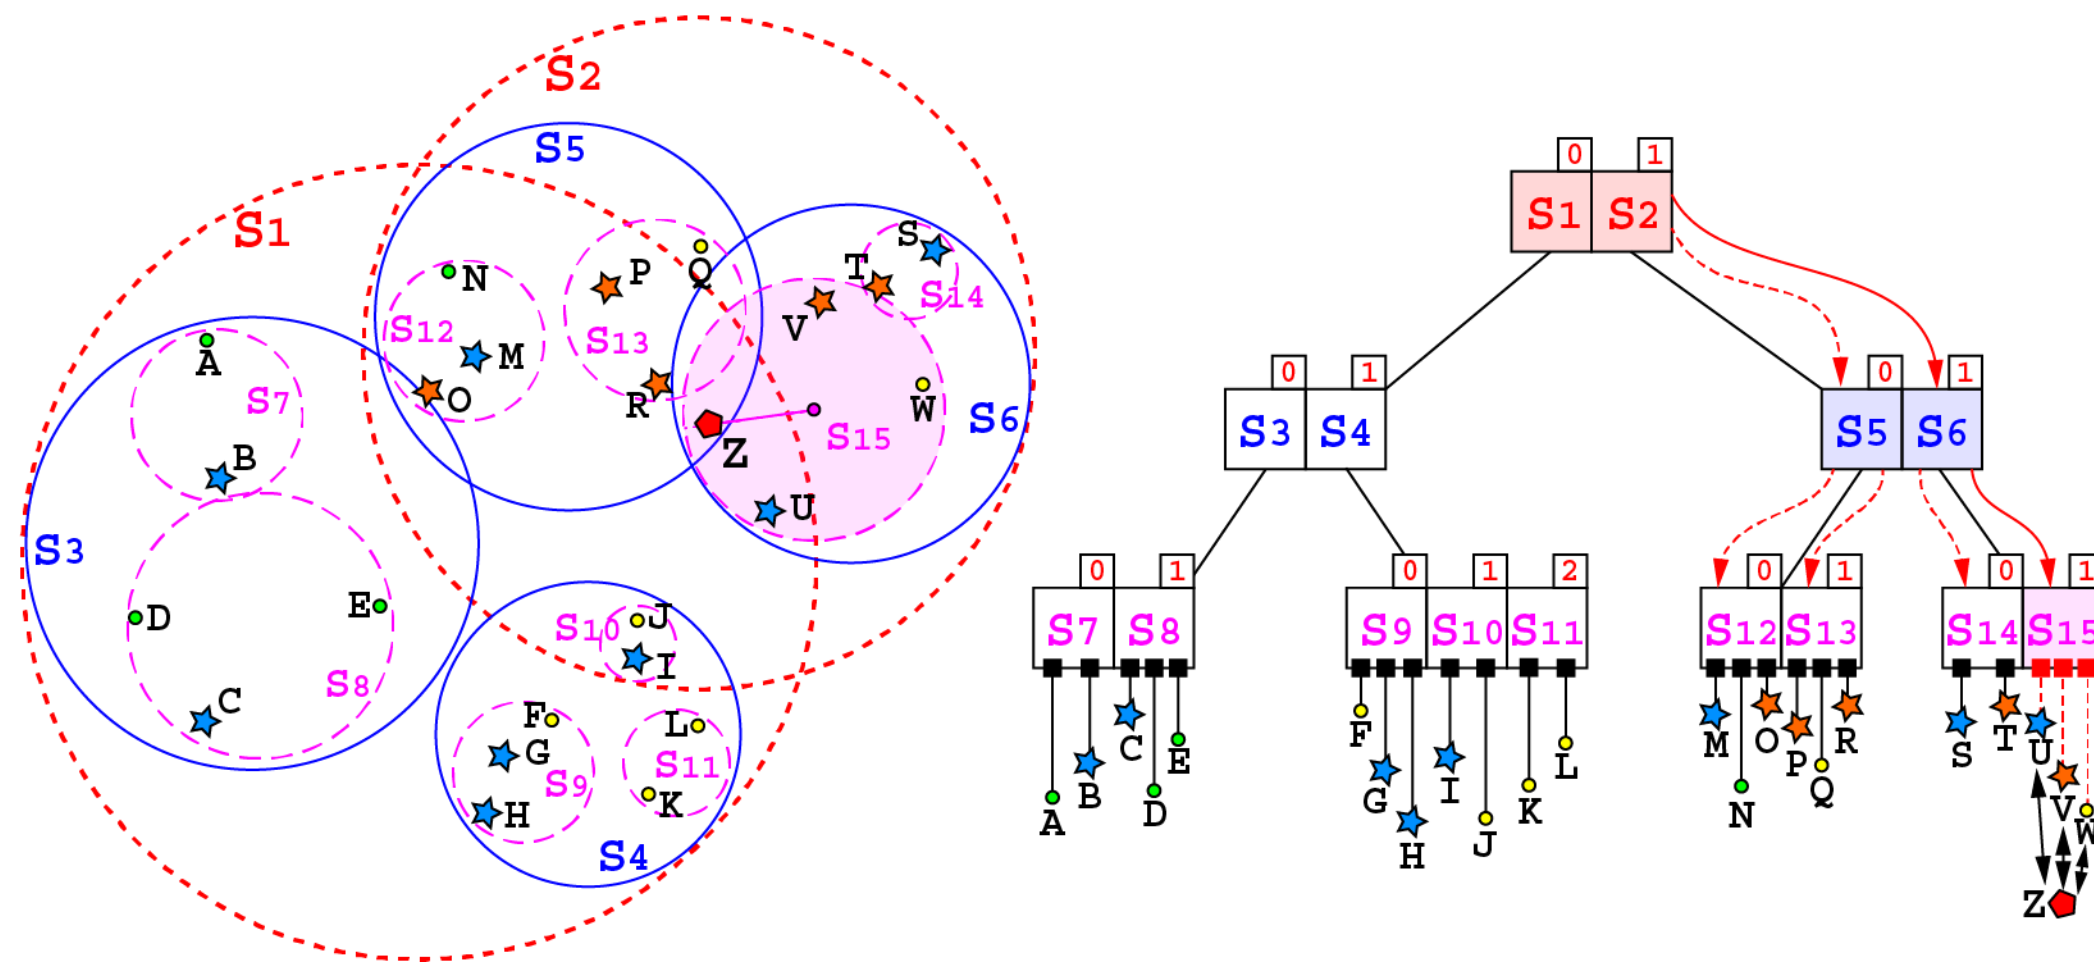 S2
S5
S1
S
N
P
Q
T
S14
S12
V
S13
M
A
S7
O
R
W
S6
B
Z
S15
U
S3
D
E
S10
J
I
S8
C
F
L
G
S9
S11
H
K
S4
0 1
S1 S2
0 1
S3 S4
0 1
S5 S6
0 1
S7 S8
0 1 2
S9 S10 S11
0 1
S12 S13
0 1
S14 S15
A B C D E
F G H I J K L
M N O P Q R
S T U V W
Z